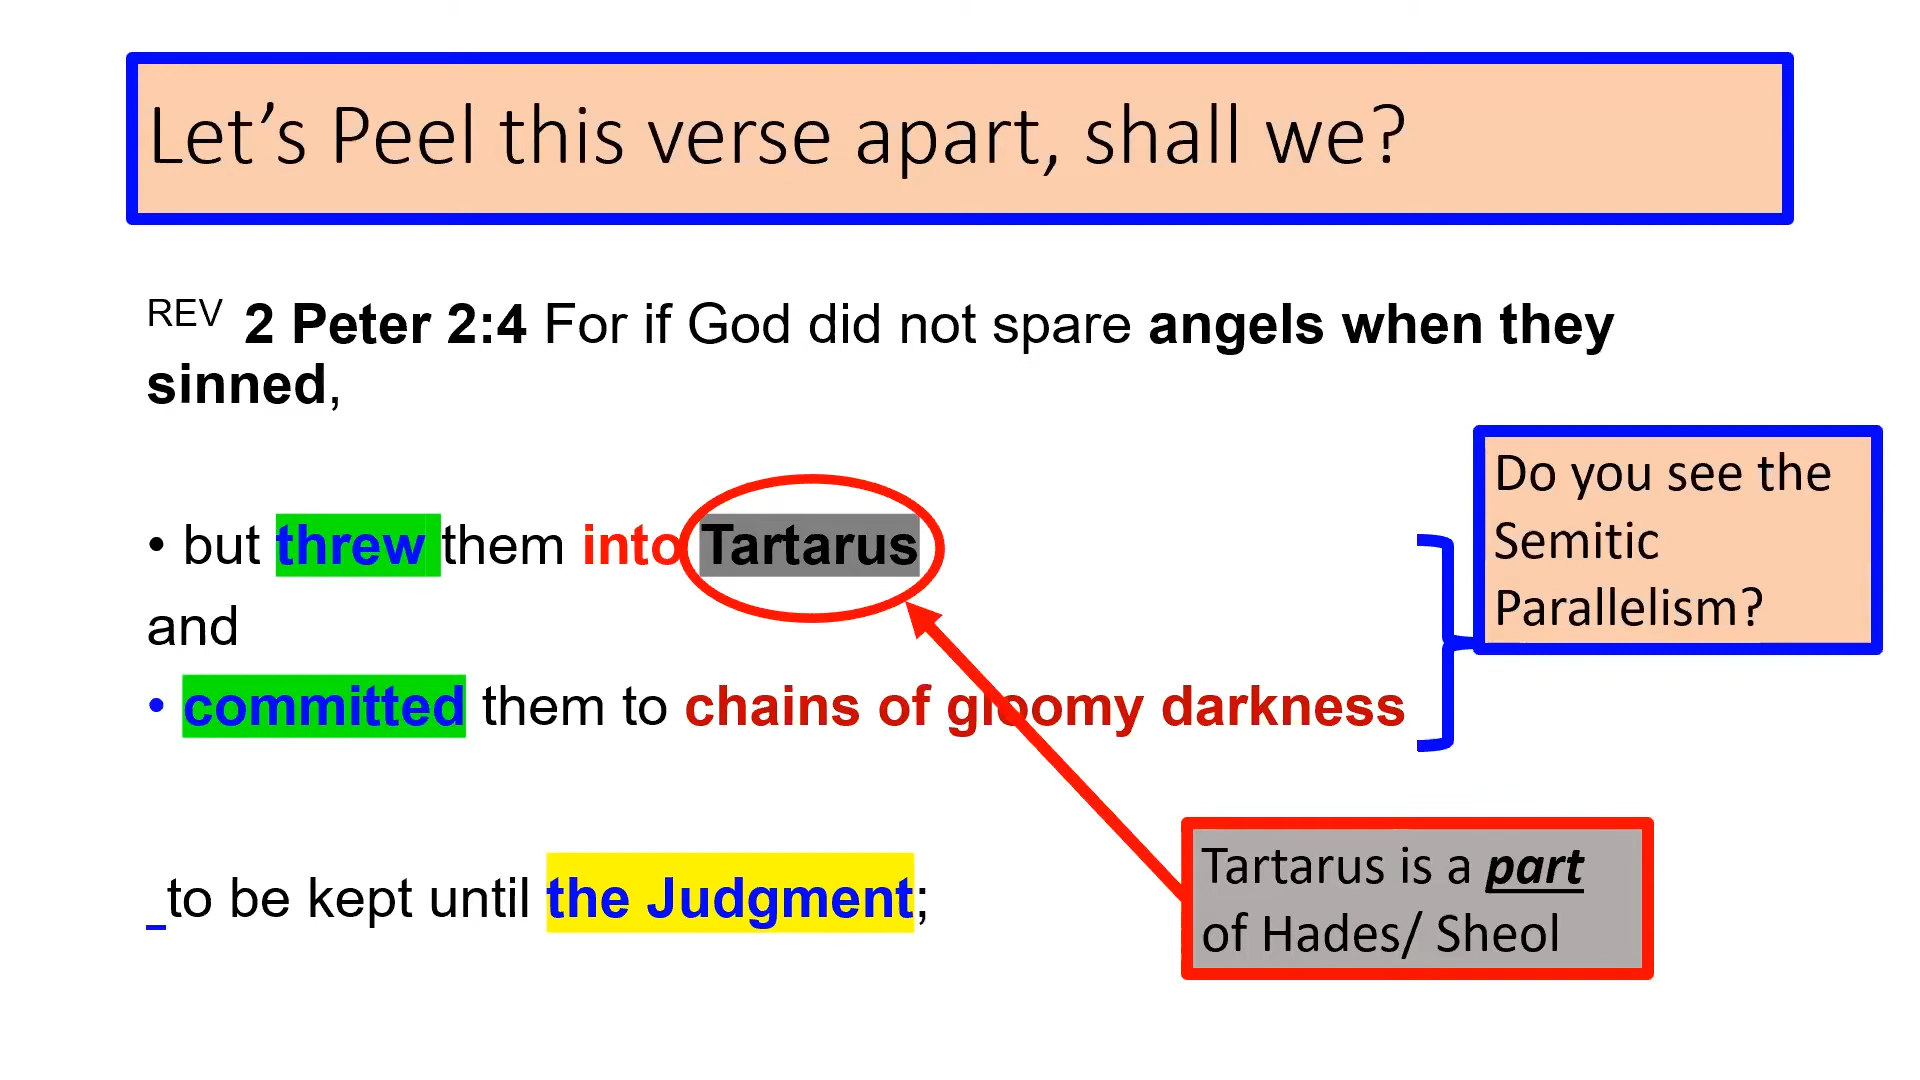 Let’s Peel this verse apart, shall we?
REV 2 Peter 2:4 For if God did not spare angels when they
sinned,
• but threw them into Tartarus
and
• committed them to chains of gloomy darkness
_to be kept until the Judgment;
Do you see the
Semitic
Parallelism?
Tartarus is a part
of Hades/ Sheol